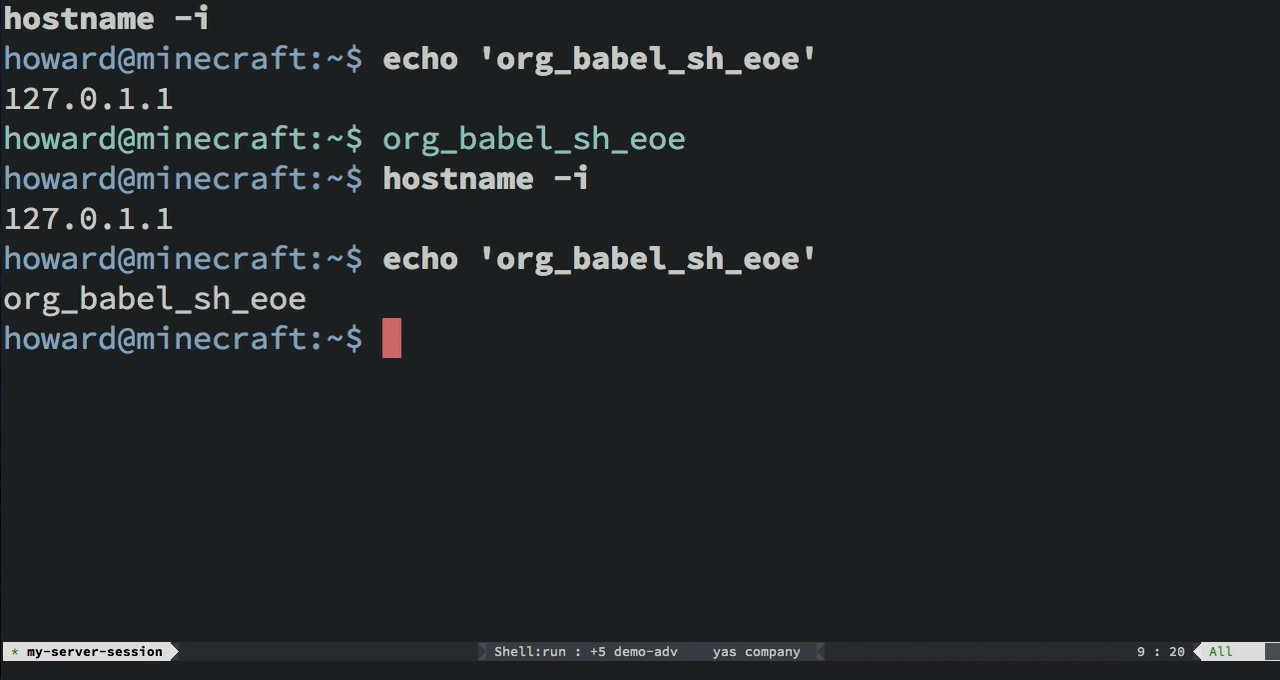 hostname -i
howard@minecraft:~$ echo 'org_babel_sh_eoe'
127.0.1.1
howard@minecraft:~$ org_babel_sh_eoe
howard@minecraft:~$ hostname -i
127.0.1.1
howard@minecraft:~$ echo 'org_babel_sh_eoe'
org_babel_sh_eoe
howard@minecraft:~$
* my-server-session Shell:run : +5 demo-adv yas company 9 : 20 All